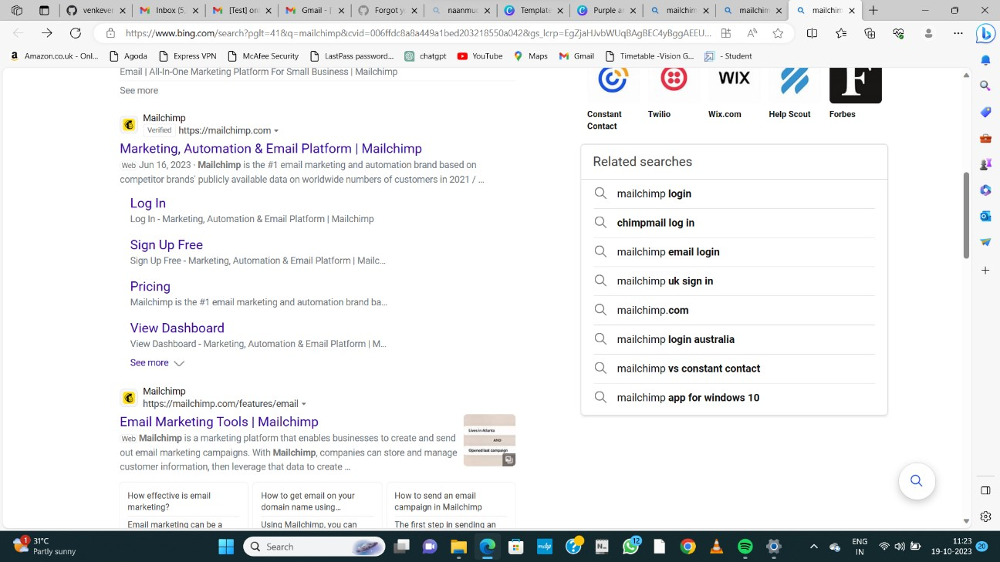 venkever
Inbox (5,
[Test] onl
Gmail - [
Forgot y
naanmuc
Template
Purple ar
mailchim
mailchim
mailchim
https://www.bing.com/search?pglt=41&q=mailchimp&cvid=006ffdc8a8a449a1bed203218550a042&gs_lcrp=EgZjaHJvbWUqBAgBEC4yBggAEEU...
Amazon.co.uk - Onl...
Agoda
Express VPN
McAfee Security
LastPass password...
chatgpt
YouTube
Maps
Gmail
Timetable -Vision G...
- Student
Email | All-In-One Marketing Platform For Small Business | Mailchimp
See more
Mailchimp
Verified https://mailchimp.com
Marketing, Automation & Email Platform | Mailchimp
Web Jun 16, 2023 · Mailchimp is the #1 email marketing and automation brand based on
competitor brands' publicly available data on worldwide numbers of customers in 2021 / ...
Log In
Log In - Marketing, Automation & Email Platform | Mailchimp
Sign Up Free
Sign Up Free - Marketing, Automation & Email Platform | Mailc...
Pricing
Mailchimp is the #1 email marketing and automation brand ba...
View Dashboard
View Dashboard - Marketing, Automation & Email Platform | M...
See more
Mailchimp
https://mailchimp.com/features/email
Email Marketing Tools | Mailchimp
Web Mailchimp is a marketing platform that enables businesses to create and send
out email marketing campaigns. With Mailchimp, companies can store and manage
customer information, then leverage that data to create ...
Lives in Atlanta
AND
Opened last campaign
How effective is email
marketing?
Email marketing can be a
How to get email on your
domain name using...
Using Mailchimp, you can
How to send an email
campaign in Mailchimp
The first step in sending an
WIX
F
Constant
Contact
Twilio
Wix.com
Help Scout
Forbes
Related searches
mailchimp login
chimpmail log in
mailchimp email login
mailchimp uk sign in
mailchimp.com
mailchimp login australia
mailchimp vs constant contact
mailchimp app for windows 10
1
31°C
Partly sunny
Search
12
ENG
IN
11:23
19-10-2023
20